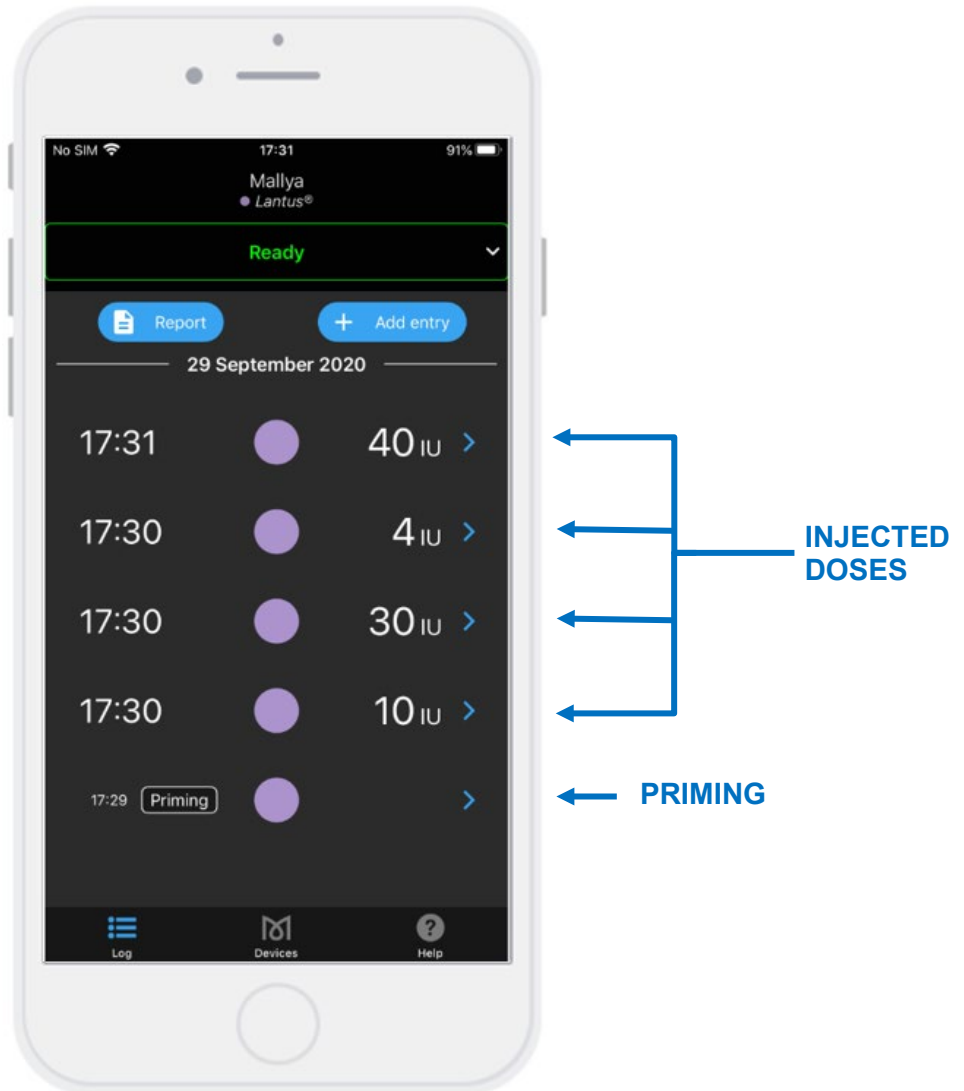 No SIM 17:31 91%
Mallya
Lantus®
Ready
Report + Add entry
29 September 2020
17:31 40 IU >
17:30 4 IU >
17:30 30 IU >
17:30 10 IU >
INJECTED
DOSES
17:29 Priming >
PRIMING
Log Devices ? Help